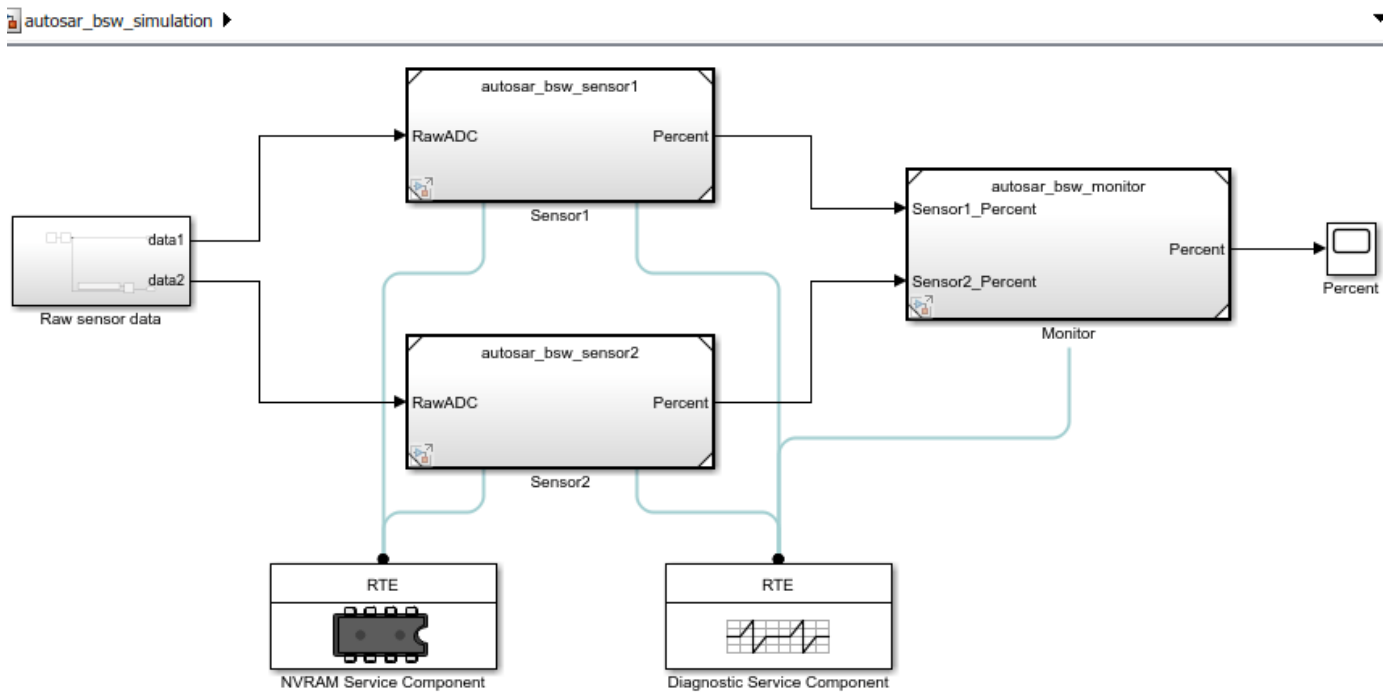 autosar_bsw_simulation
autosar_bsw_sensor1
RawADC
Percent
Sensor1
data1
data2
Raw sensor data
autosar_bsw_monitor
Sensor1_Percent
Sensor2_Percent
Percent
Monitor
Percent
autosar_bsw_sensor2
RawADC
Percent
Sensor2
RTE
NVRAM Service Component
RTE
Diagnostic Service Component